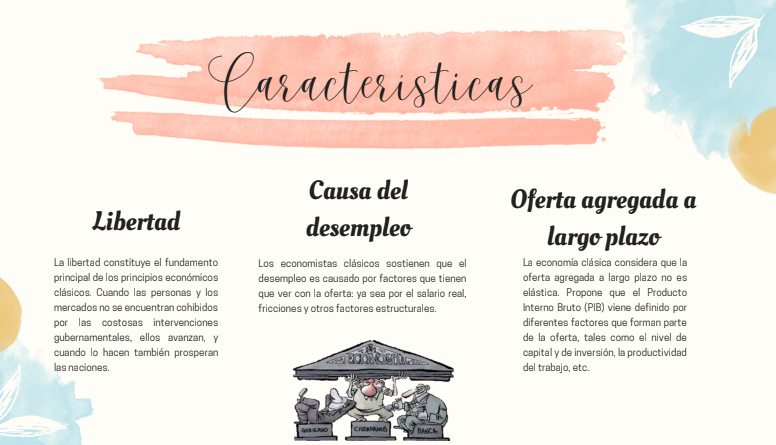 Características
Libertad
La libertad constituye el fundamento
principal de los principios económicos
clásicos. Cuando las personas y los
mercados no se encuentran cohibidos
por las costosas intervenciones
gubernamentales, ellos avanzan, y
cuando lo hacen también prosperan
las naciones.
Causa del
desempleo
Los economistas clásicos sostienen que el
desempleo es causado por factores que tienen
que ver con la oferta: ya sea por el salario real,
fricciones y otros factores estructurales.
ECONOMIA
GOBIERNO
CIUDADANOS
BANCA
Oferta agregada a
largo plazo
La economía clásica considera que la
oferta agregada a largo plazo no es
elástica. Propone que el Producto
Interno Bruto (PIB) viene definido por
diferentes factores que forman parte
de la oferta, tales como el nivel de
capital y de inversión, la productividad
del trabajo, etc.